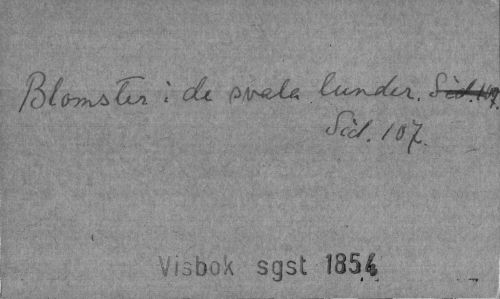 Blomster i de svala lunder.
Sid. 107.
Visbok sgst 1854